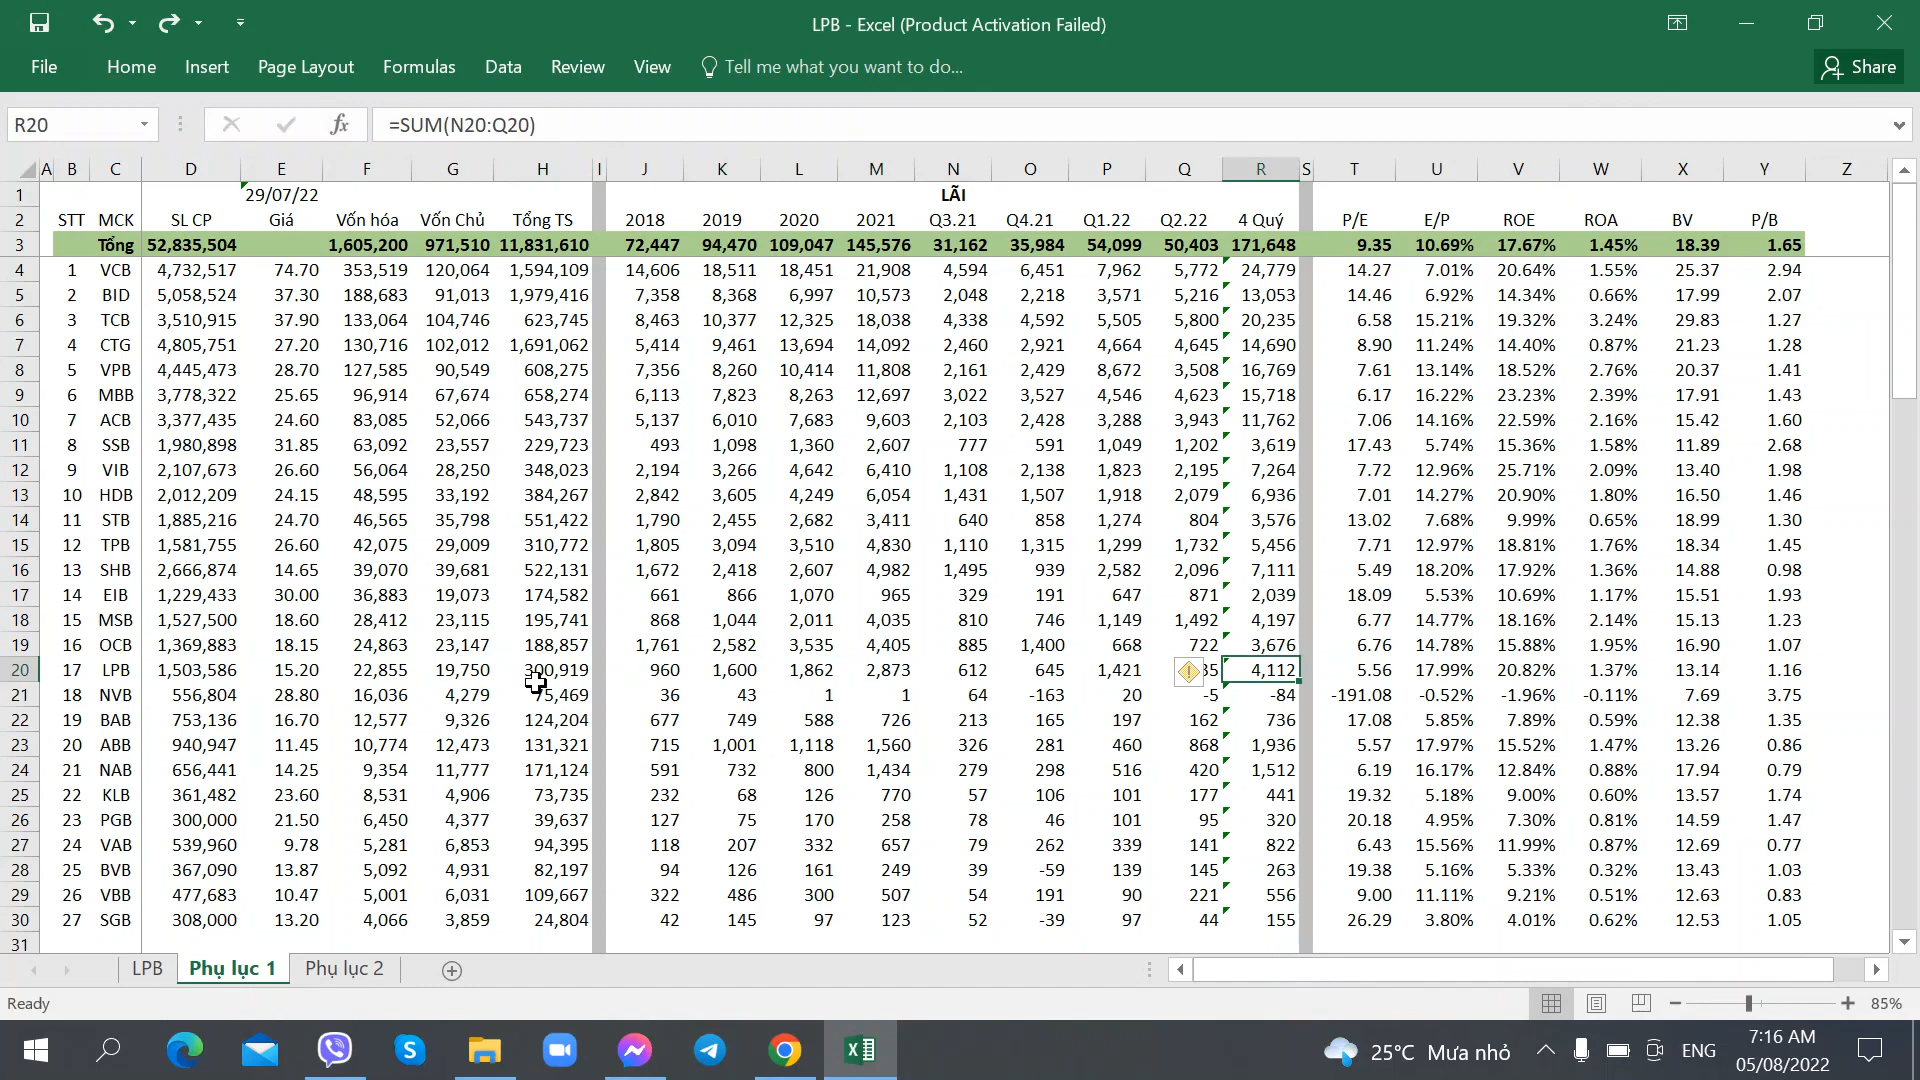 LPB - Excel (Product Activation Failed)
File Home Insert Page Layout Formulas Data Review View Tell me what you want to do... Share
R20 fx =SUM(N20:Q20)
A B C D E F G H I J K L M N O P Q R S T U V W X Y Z
1 29/07/22 LÃI
2 STT MCK SL CP Giá Vốn hóa Vốn Chủ Tổng TS 2018 2019 2020 2021 Q3.21 Q4.21 Q1.22 Q2.22 4 Quý P/E E/P ROE ROA BV P/B
3 Tổng 52,835,504 1,605,200 971,510 11,831,610 72,447 94,470 109,047 145,576 31,162 35,984 54,099 50,403 171,648 9.35 10.69% 17.67% 1.45% 18.39 1.65
4 1 VCB 4,732,517 74.70 353,519 120,064 1,594,109 14,606 18,511 18,451 21,908 4,594 6,451 7,962 5,772 24,779 14.27 7.01% 20.64% 1.55% 25.37 2.94
5 2 BID 5,058,524 37.30 188,683 91,013 1,979,416 7,358 8,368 6,997 10,573 2,048 2,218 3,571 5,216 13,053 14.46 6.92% 14.34% 0.66% 17.99 2.07
6 3 TCB 3,510,915 37.90 133,064 104,746 623,745 8,463 10,377 12,325 18,038 4,338 4,592 5,505 5,800 20,235 6.58 15.21% 19.32% 3.24% 29.83 1.27
7 4 CTG 4,805,751 27.20 130,716 102,012 1,691,062 5,414 9,461 13,694 14,092 2,460 2,921 4,664 4,645 14,690 8.90 11.24% 14.40% 0.87% 21.23 1.28
8 5 VPB 4,445,473 28.70 127,585 90,549 608,275 7,356 8,260 10,414 11,808 2,161 2,429 8,672 3,508 16,769 7.61 13.14% 18.52% 2.76% 20.37 1.41
9 6 MBB 3,778,322 25.65 96,914 67,674 658,274 6,113 7,823 8,263 12,697 3,022 3,527 4,546 4,623 15,718 6.17 16.22% 23.23% 2.39% 17.91 1.43
10 7 ACB 3,377,435 24.60 83,085 52,066 543,737 5,137 6,010 7,683 9,603 2,103 2,428 3,288 3,943 11,762 7.06 14.16% 22.59% 2.16% 15.42 1.60
11 8 SSB 1,980,898 31.85 63,092 23,557 229,723 493 1,098 1,360 2,607 777 591 1,049 1,202 3,619 17.43 5.74% 15.36% 1.58% 11.89 2.68
12 9 VIB 2,107,673 26.60 56,064 28,250 348,023 2,194 3,266 4,642 6,410 1,108 2,138 1,823 2,195 7,264 7.72 12.96% 25.71% 2.09% 13.40 1.98
13 10 HDB 2,012,209 24.15 48,595 33,192 384,267 2,842 3,605 4,249 6,054 1,431 1,507 1,918 2,079 6,936 7.01 14.27% 20.90% 1.80% 16.50 1.46
14 11 STB 1,885,216 24.70 46,565 35,798 551,422 1,790 2,455 2,682 3,411 640 858 1,274 804 3,576 13.02 7.68% 9.99% 0.65% 18.99 1.30
15 12 TPB 1,581,755 26.60 42,075 29,009 310,772 1,805 3,094 3,510 4,830 1,110 1,315 1,299 1,732 5,456 7.71 12.97% 18.81% 1.76% 18.34 1.45
16 13 SHB 2,666,874 14.65 39,070 39,681 522,131 1,672 2,418 2,607 4,982 1,495 939 2,582 2,096 7,111 5.49 18.20% 17.92% 1.36% 14.88 0.98
17 14 EIB 1,229,433 30.00 36,883 19,073 174,582 661 866 1,070 965 329 191 647 871 2,039 18.09 5.53% 10.69% 1.17% 15.51 1.93
18 15 MSB 1,527,500 18.60 28,412 23,115 195,741 868 1,044 2,011 4,035 810 746 1,149 1,492 4,197 6.77 14.77% 18.16% 2.14% 15.13 1.23
19 16 OCB 1,369,883 18.15 24,863 23,147 188,857 1,761 2,582 3,535 4,405 885 1,400 668 722 3,676 6.76 14.78% 15.88% 1.95% 16.90 1.07
20 17 LPB 1,503,586 15.20 22,855 19,750 300,919 960 1,600 1,862 2,873 612 645 1,421 35 4,112 5.56 17.99% 20.82% 1.37% 13.14 1.16
21 18 NVB 556,804 28.80 16,036 4,279 75,469 36 43 1 1 64 -163 20 -5 -84 -191.08 -0.52% -1.96% -0.11% 7.69 3.75
22 19 BAB 753,136 16.70 12,577 9,326 124,204 677 749 588 726 213 165 197 162 736 17.08 5.85% 7.89% 0.59% 12.38 1.35
23 20 ABB 940,947 11.45 10,774 12,473 131,321 715 1,001 1,118 1,560 326 281 460 868 1,936 5.57 17.97% 15.52% 1.47% 13.26 0.86
24 21 NAB 656,441 14.25 9,354 11,777 171,124 591 732 800 1,434 279 298 516 420 1,512 6.19 16.17% 12.84% 0.88% 17.94 0.79
25 22 KLB 361,482 23.60 8,531 4,906 73,735 232 68 126 770 57 106 101 177 441 19.32 5.18% 9.00% 0.60% 13.57 1.74
26 23 PGB 300,000 21.50 6,450 4,377 39,637 127 75 170 258 78 46 101 95 320 20.18 4.95% 7.30% 0.81% 14.59 1.47
27 24 VAB 539,960 9.78 5,281 6,853 94,395 118 207 332 657 79 262 339 141 822 6.43 15.56% 11.99% 0.87% 12.69 0.77
28 25 BVB 367,090 13.87 5,092 4,931 82,197 94 126 161 249 39 -59 139 145 263 19.38 5.16% 5.33% 0.32% 13.43 1.03
29 26 VBB 477,683 10.47 5,001 6,031 109,667 322 486 300 507 54 191 90 221 556 9.00 11.11% 9.21% 0.51% 12.63 0.83
30 27 SGB 308,000 13.20 4,066 3,859 24,804 42 145 97 123 52 -39 97 44 155 26.29 3.80% 4.01% 0.62% 12.53 1.05
31
LPB Phụ lục 1 Phụ lục 2
Ready 85%
25°C Mưa nhỏ ENG 7:16 AM
05/08/2022